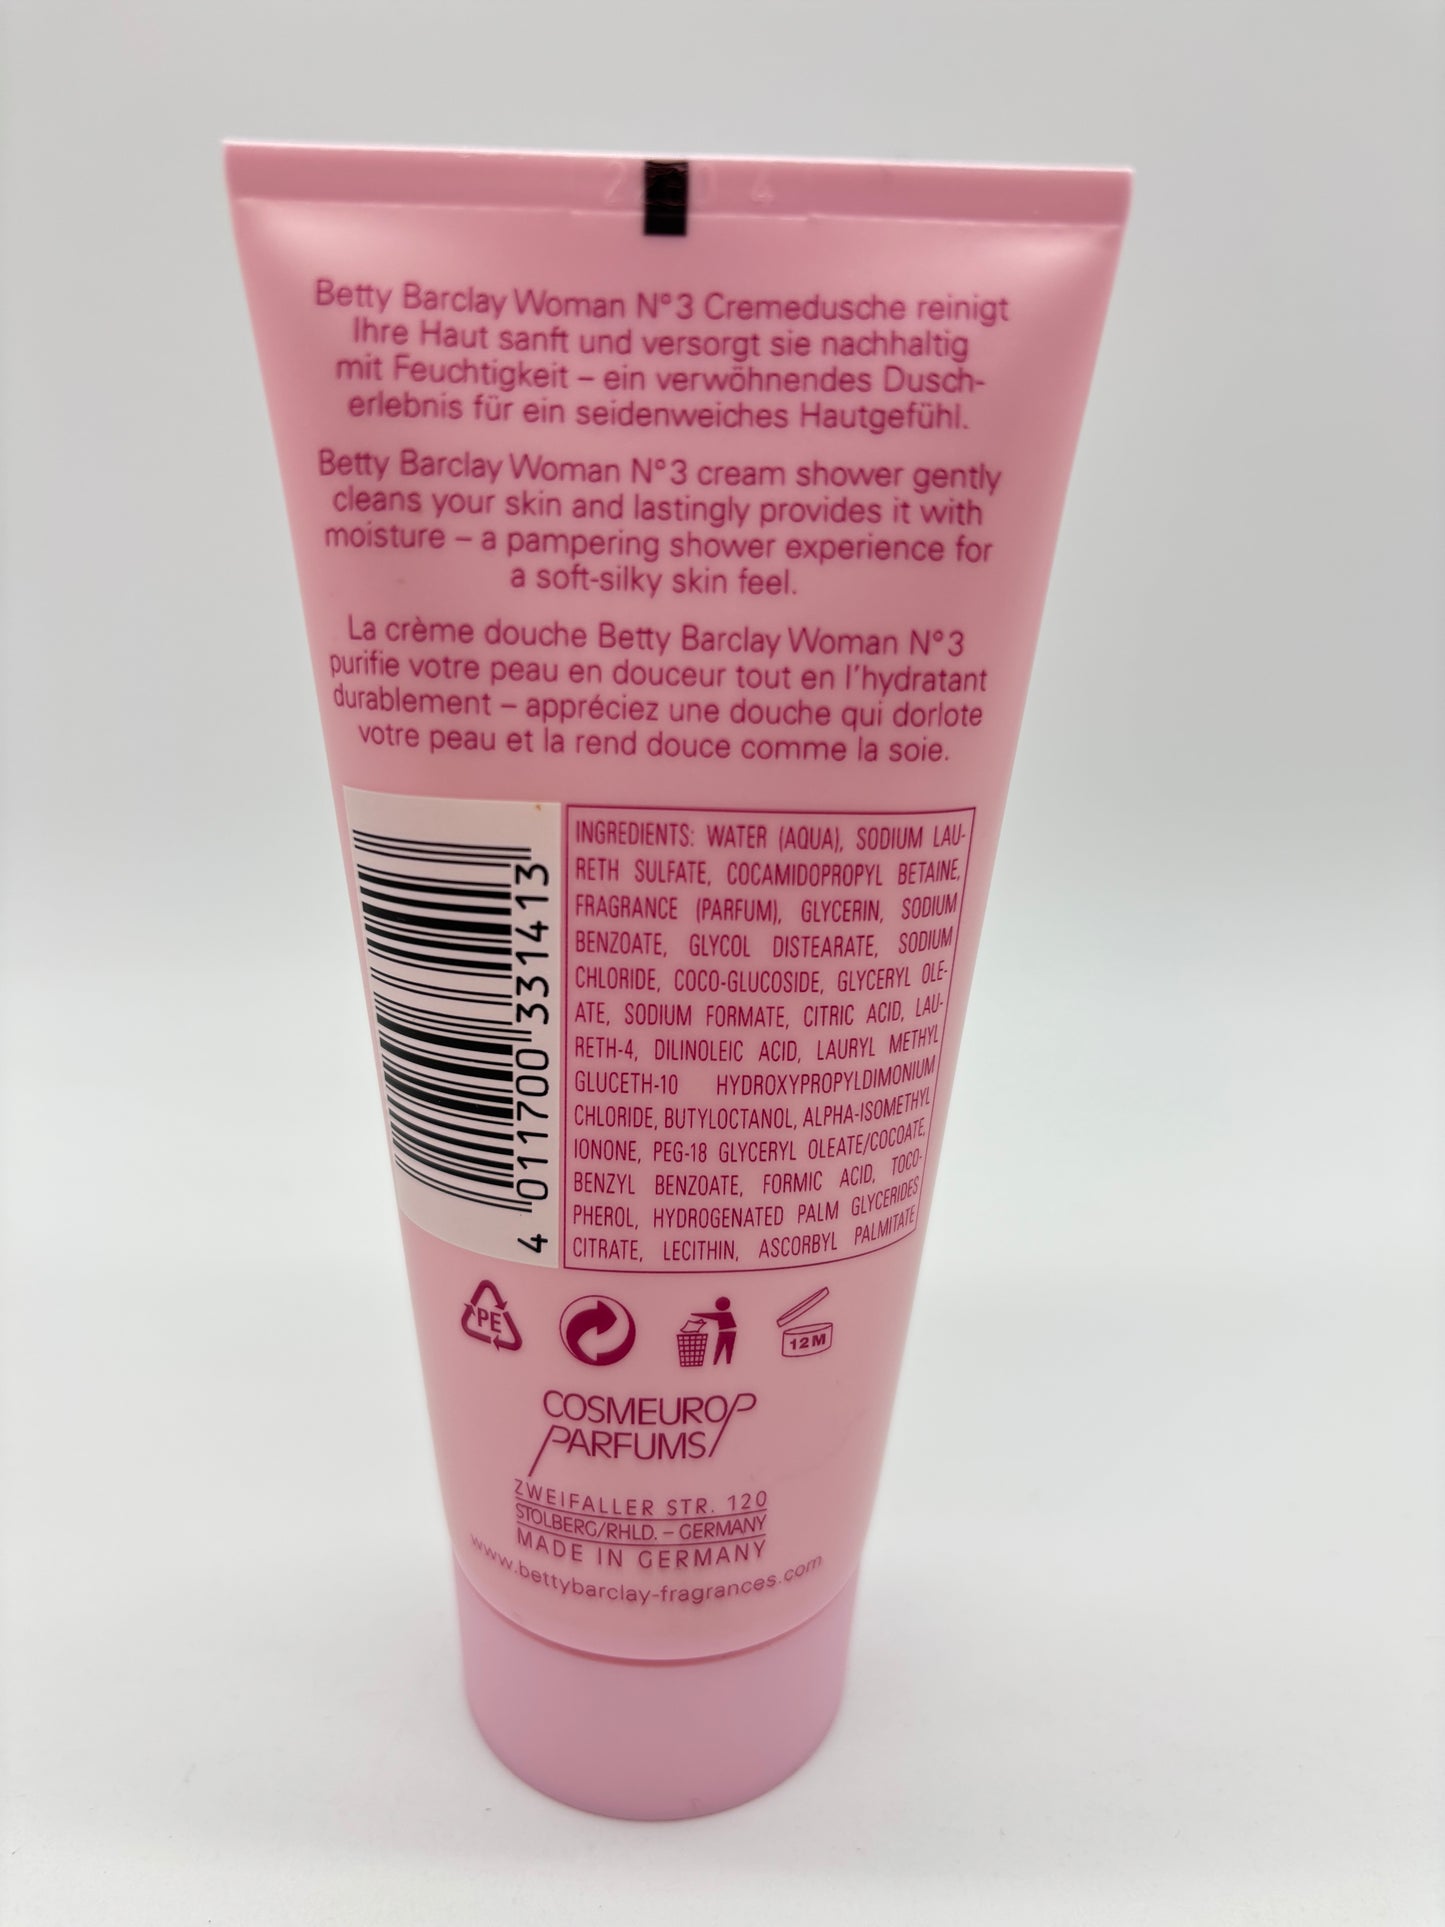 Betty Barclay Woman N° 3 Cremedusche reinigt
Ihre Haut sanft und versorgt sie nachhaltig
mit Feuchtigkeit – ein verwöhnendes Dusch-
erlebnis für ein seidenweiches Hautgefühl.
Betty Barclay Woman N° 3 cream shower gently
cleans your skin and lastingly provides it with
moisture – a pampering shower experience for
a soft-silky skin feel.
La crème douche Betty Barclay Woman N° 3
purifie votre peau en douceur tout en l'hydratant
durablement – appréciez une douche qui dorlote
votre peau et la rend douce comme la soie.
4 011700 331413
INGREDIENTS: WATER (AQUA), SODIUM LAU-
RETH SULFATE, COCAMIDOPROPYL BETAINE,
FRAGRANCE (PARFUM), GLYCERIN, SODIUM
BENZOATE, GLYCOL DISTEARATE, SODIUM
CHLORIDE, COCO-GLUCOSIDE, GLYCERYL OLE-
ATE, SODIUM FORMATE, CITRIC ACID, LAU-
RETH-4, DILINOLEIC ACID, LAURYL METHYL
GLUCETH-10 HYDROXYPROPYLDIMONIUM
CHLORIDE, BUTYLOCTANOL, ALPHA-ISOMETHYL
IONONE, PEG-18 GLYCERYL OLEATE/COCOATE,
BENZYL BENZOATE, FORMIC ACID, TOCO-
PHEROL, HYDROGENATED PALM GLYCERIDES
CITRATE, LECITHIN, ASCORBYL PALMITATE
PE
12M
COSMEUROP
PARFUMS
ZWEIFALLER STR. 120
STOLBERG/RHLD. – GERMANY
MADE IN GERMANY
www.bettybarclay-fragrances.com